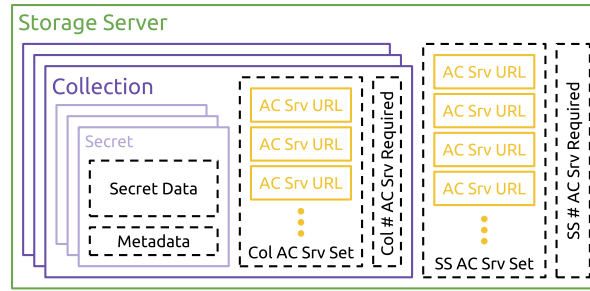 Storage Server
Collection
Secret
Secret Data
Metadata
AC Srv URL
AC Srv URL
AC Srv URL
Col AC Srv Set
Col # AC Srv Required
AC Srv URL
AC Srv URL
AC Srv URL
AC Srv URL
SS AC Srv Set
SS # AC Srv Required